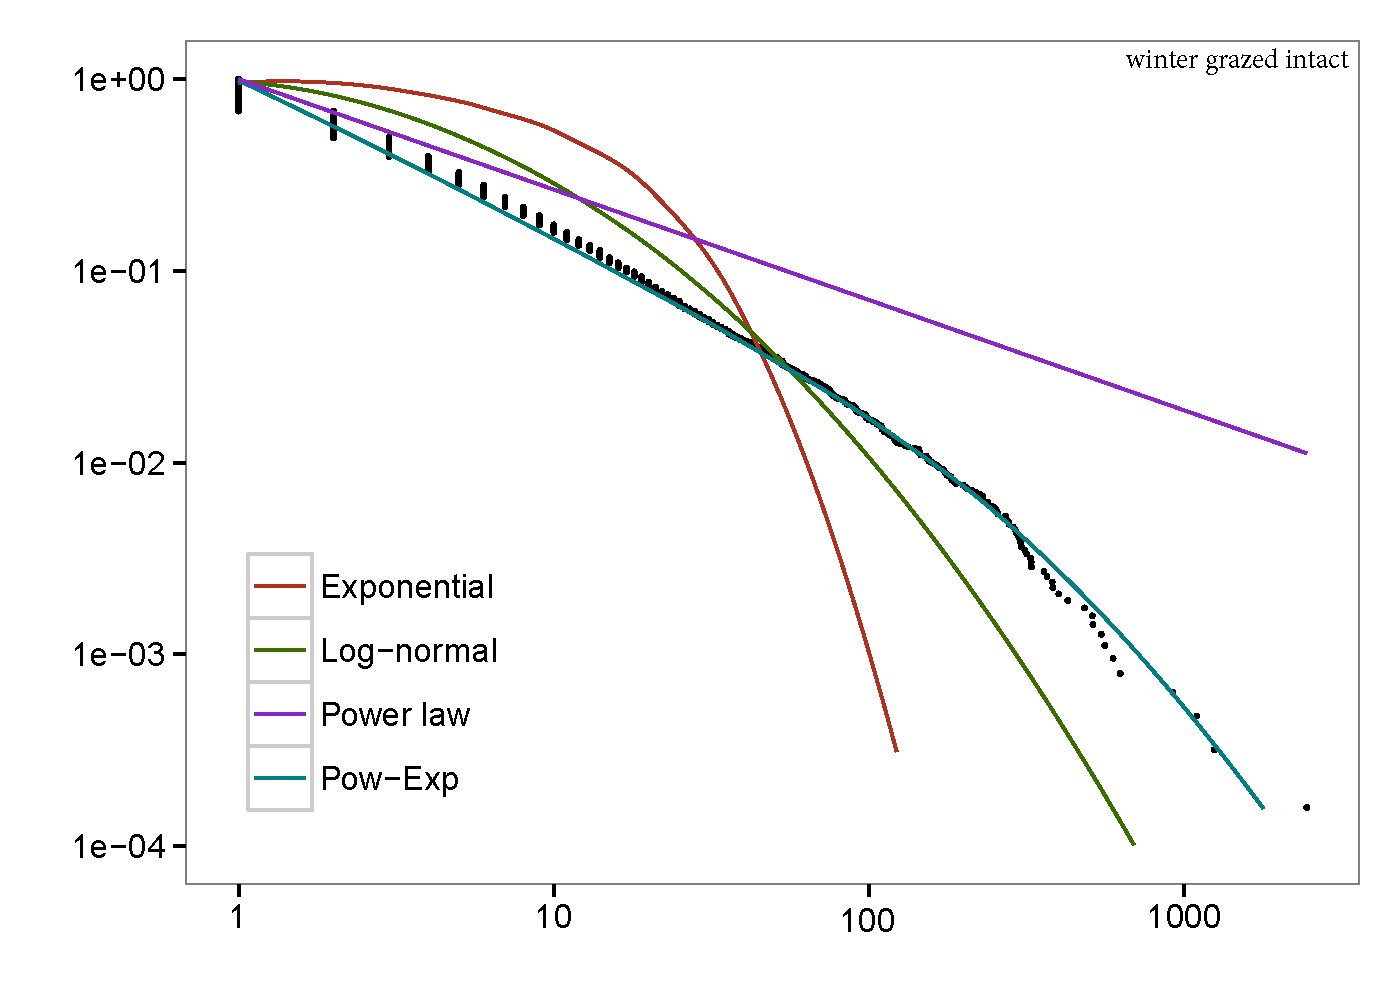 winter grazed intact
1e+00
1e−01
1e−02
1e−03
1e−04
Exponential
Log−normal
Power law
Pow−Exp
1 10 100 1000